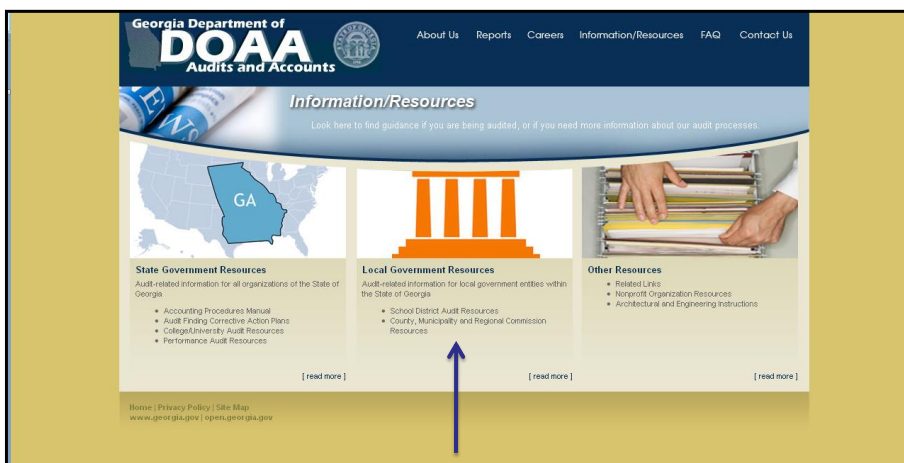 Georgia Department of
DOAA
Audits and Accounts
About Us Reports Careers Information/Resources FAQ Contact Us
NEWS
Information/Resources
Look here to find guidance if you are being audited, or if you need more information about our audit processes.
GA
State Government Resources
Audit-related information for all organizations of the State of
Georgia
• Accounting Procedures Manual
• Audit Finding Corrective Action Plans
• College/University Audit Resources
• Performance Audit Resources
[ read more ]
Local Government Resources
Audit-related information for local government entities within
the State of Georgia
• School District Audit Resources
• County, Municipality and Regional Commission
Resources
[ read more ]
Other Resources
• Related Links
• Nonprofit Organization Resources
• Architectural and Engineering Instructions
[ read more ]
Home | Privacy Policy | Site Map
www.georgia.gov | open.georgia.gov